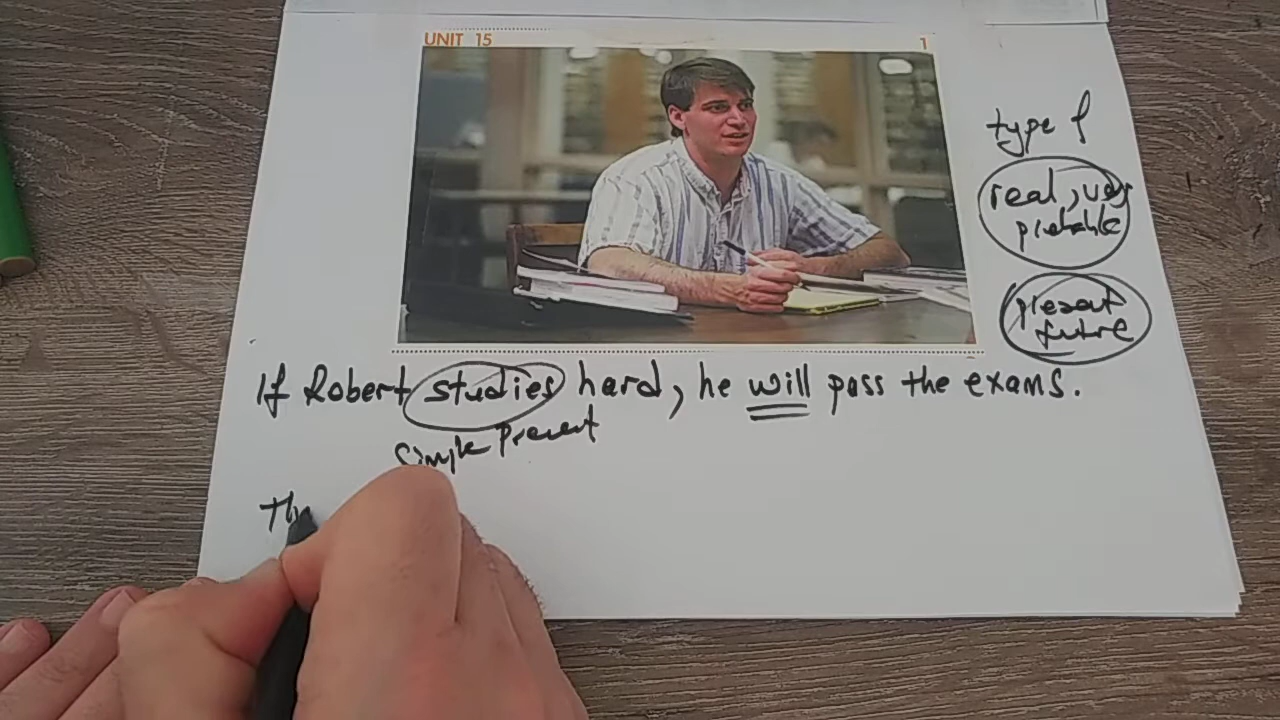 UNIT 15 1
type 1
real, very
probable
present
future
If Robert studies hard, he will pass the exams.
Simple Present
Th